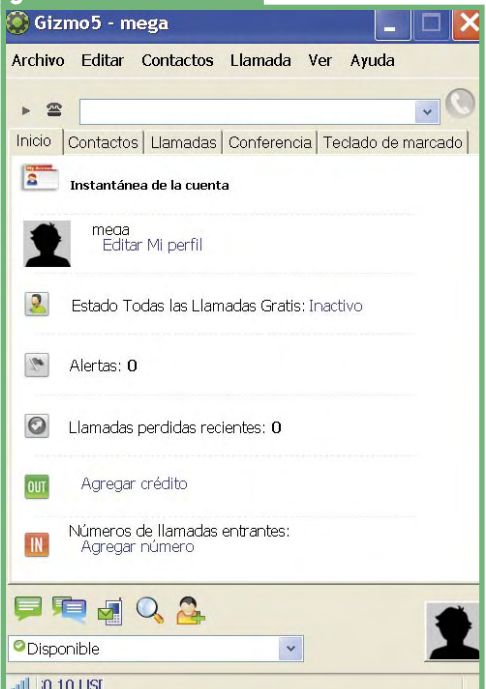 Gizmo5 - mega
Archivo Editar Contactos Llamada Ver Ayuda
Inicio Contactos Llamadas Conferencia Teclado de marcado
Instantánea de la cuenta
mega
Editar Mi perfil
Estado Todas las Llamadas Gratis: Inactivo
Alertas: 0
Llamadas perdidas recientes: 0
OUT Agregar crédito
Números de llamadas entrantes:
IN Agregar número
Disponible